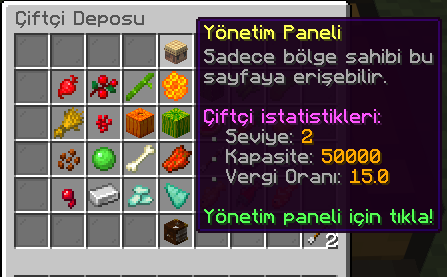 Çiftçi Deposu
Yönetim Paneli
Sadece bölge sahibi bu
sayfaya erişebilir.
Çiftçi istatistikleri:
▪ Seviye: 2
▪ Kapasite: 50000
▪ Vergi Oranı: 15.0
Yönetim paneli için tıkla!
2